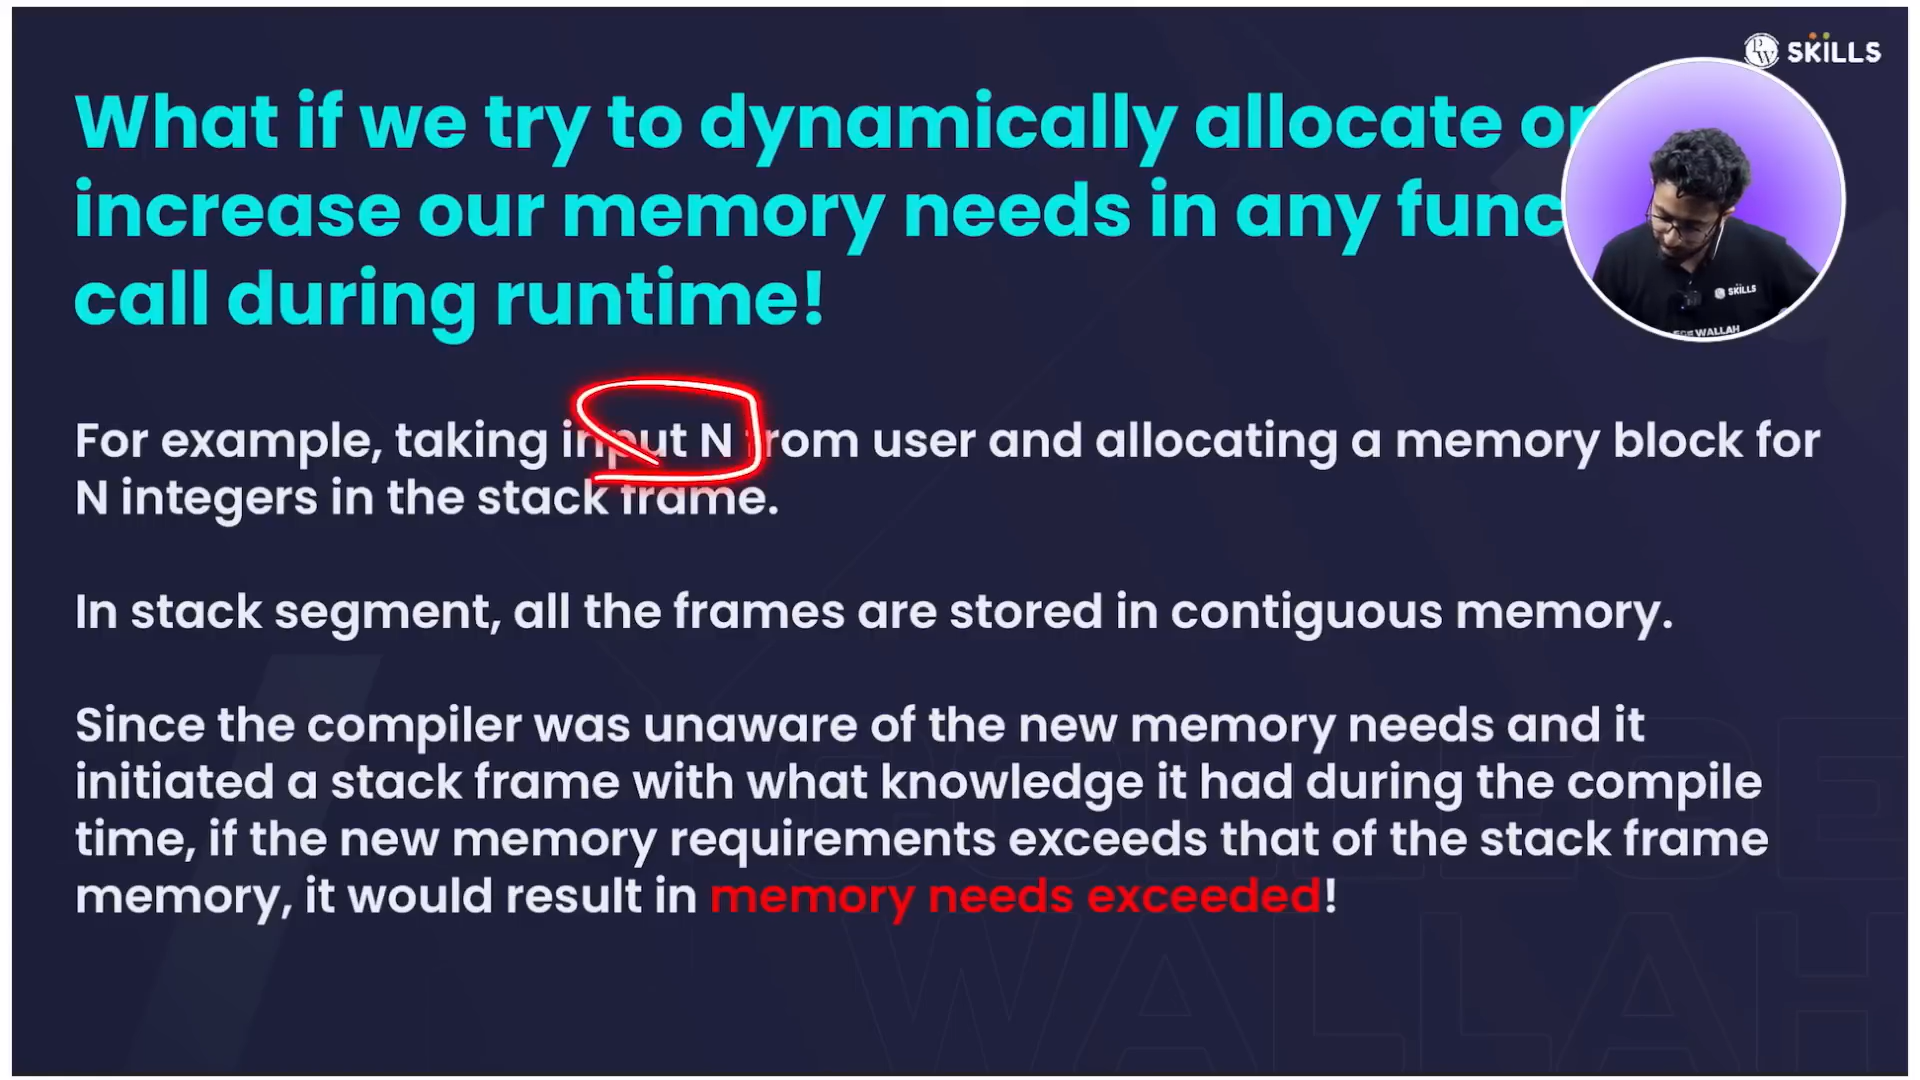 SKILLS
What if we try to dynamically allocate or
increase our memory needs in any func
call during runtime!
For example, taking input N from user and allocating a memory block for
N integers in the stack frame.
In stack segment, all the frames are stored in contiguous memory.
Since the compiler was unaware of the new memory needs and it
initiated a stack frame with what knowledge it had during the compile
time, if the new memory requirements exceeds that of the stack frame
memory, it would result in memory needs exceeded!
SKILLS
WALLAH
COLLEGE
WALLAH